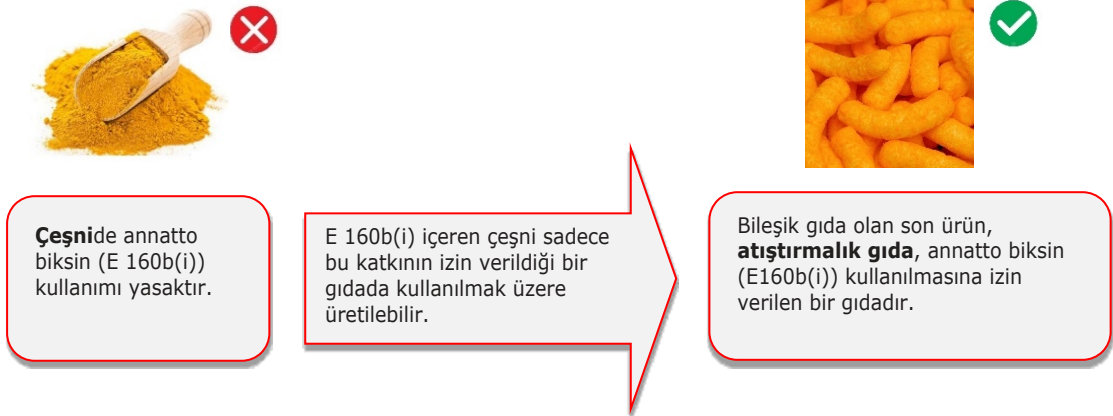 Çeşnide annatto
biksin (E 160b(i))
kullanımı yasaktır.
E 160b(i) içeren çeşni sadece
bu katkının izin verildiği bir
gıdada kullanılmak üzere
üretilebilir.
Bileşik gıda olan son ürün,
atıştırmalık gıda, annatto biksin
(E160b(i)) kullanılmasına izin
verilen bir gıdadır.